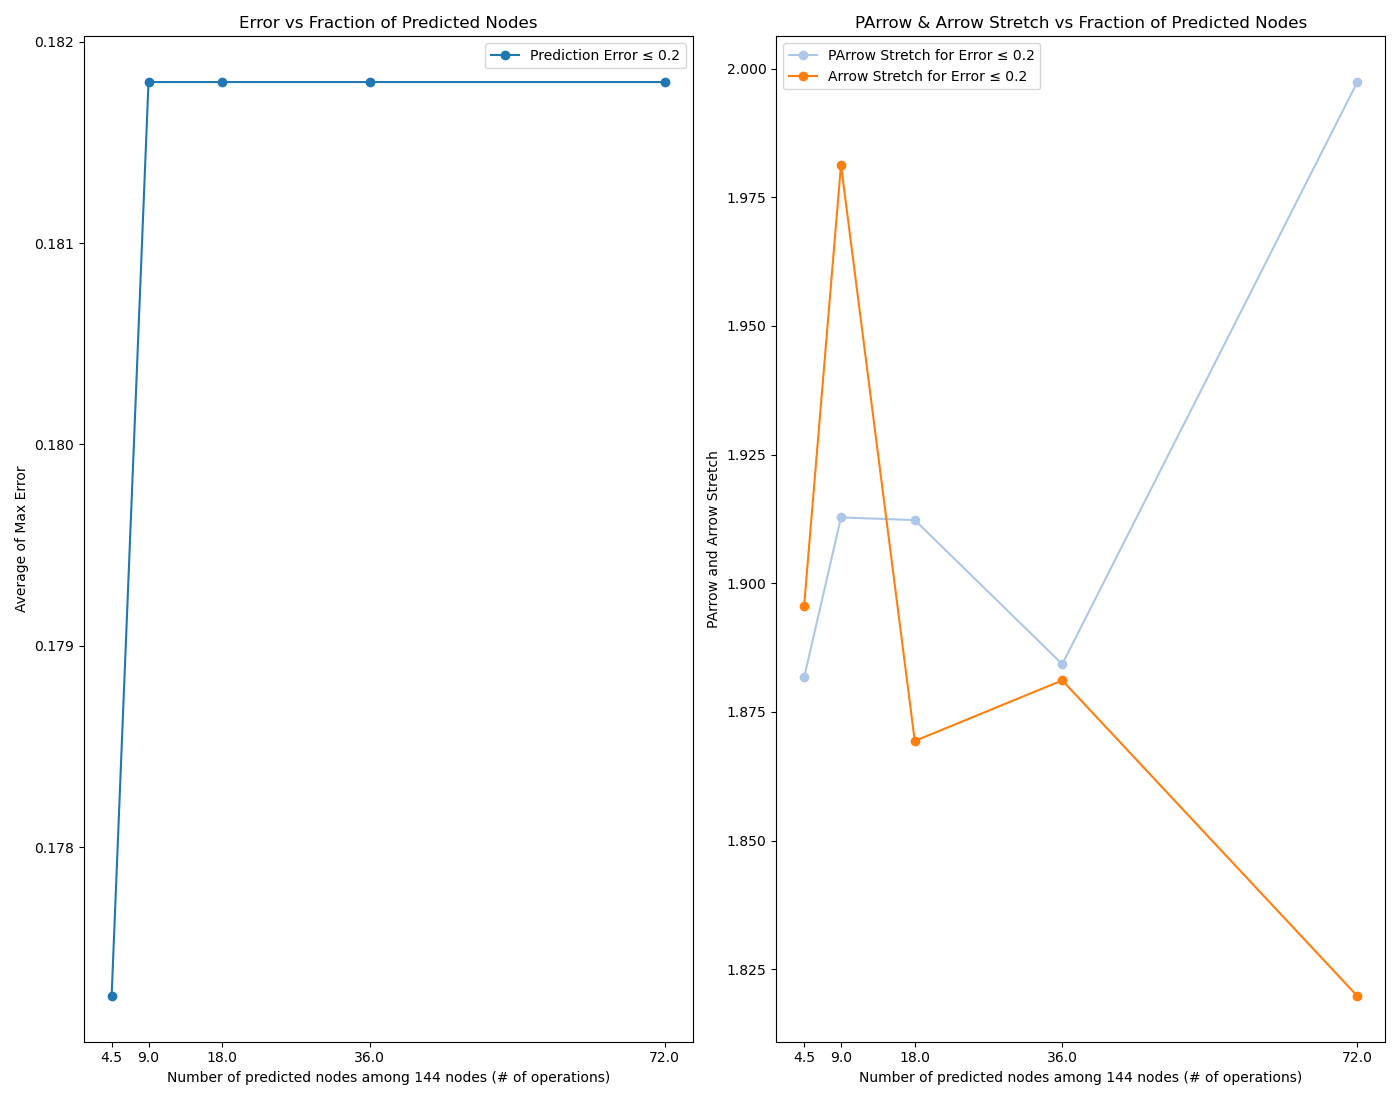 Error vs Fraction of Predicted Nodes
Prediction Error ≤ 0.2
Average of Max Error
0.182
0.181
0.180
0.179
0.178
4.5 9.0 18.0 36.0 72.0
Number of predicted nodes among 144 nodes (# of operations)
PArrow & Arrow Stretch vs Fraction of Predicted Nodes
PArrow Stretch for Error ≤ 0.2
Arrow Stretch for Error ≤ 0.2
PArrow and Arrow Stretch
2.000
1.975
1.950
1.925
1.900
1.875
1.850
1.825
4.5 9.0 18.0 36.0 72.0
Number of predicted nodes among 144 nodes (# of operations)